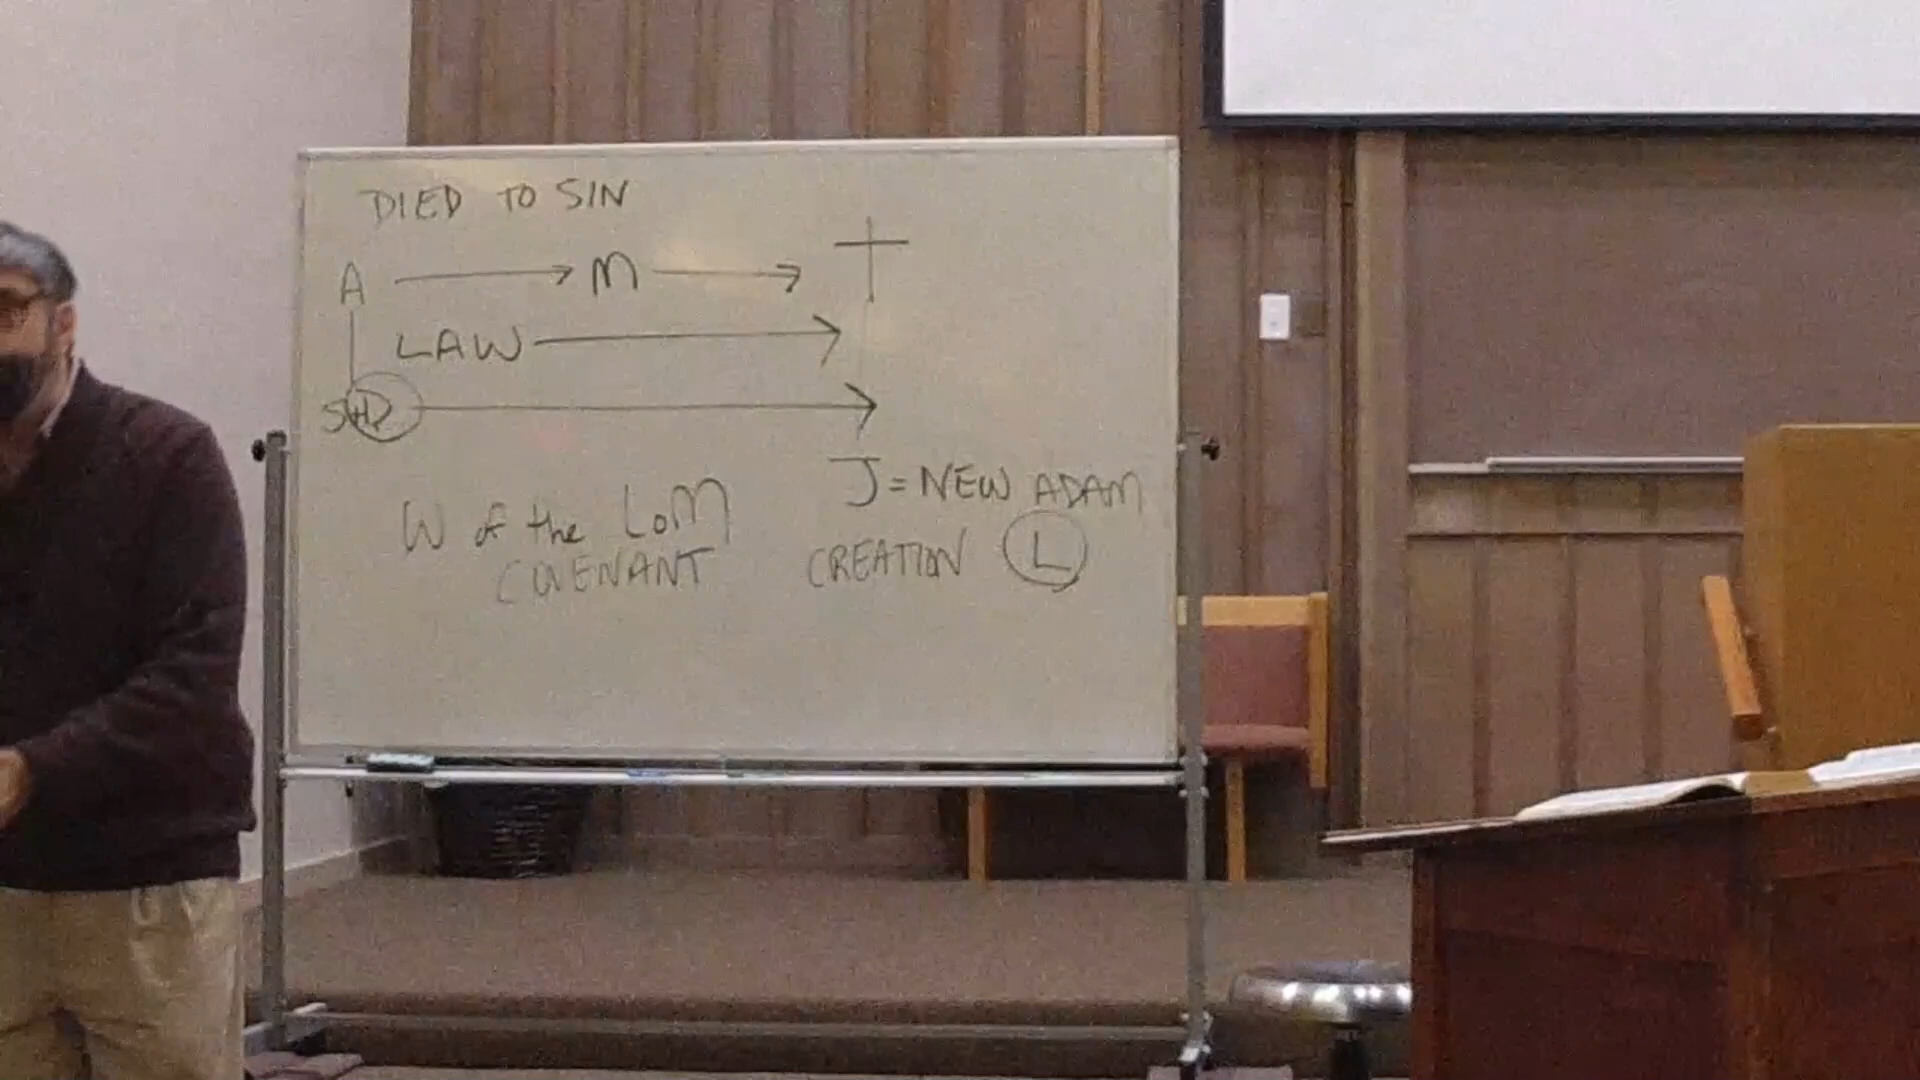 DIED TO SIN
A → M → †
LAW →
S+D →
J = NEW ADAM
W of the LoM
COVENANT
CREATION L